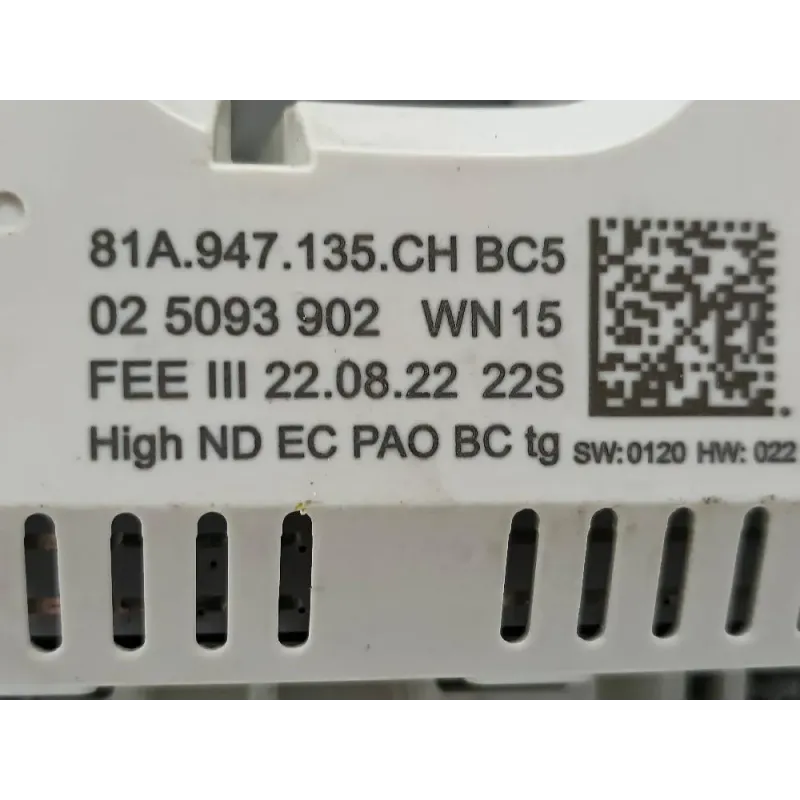 81A.947.135.CH BC5
02 5093 902 WN15
FEE III 22.08.22 22S
High ND EC PAO BC tg SW:0120 HW: 022